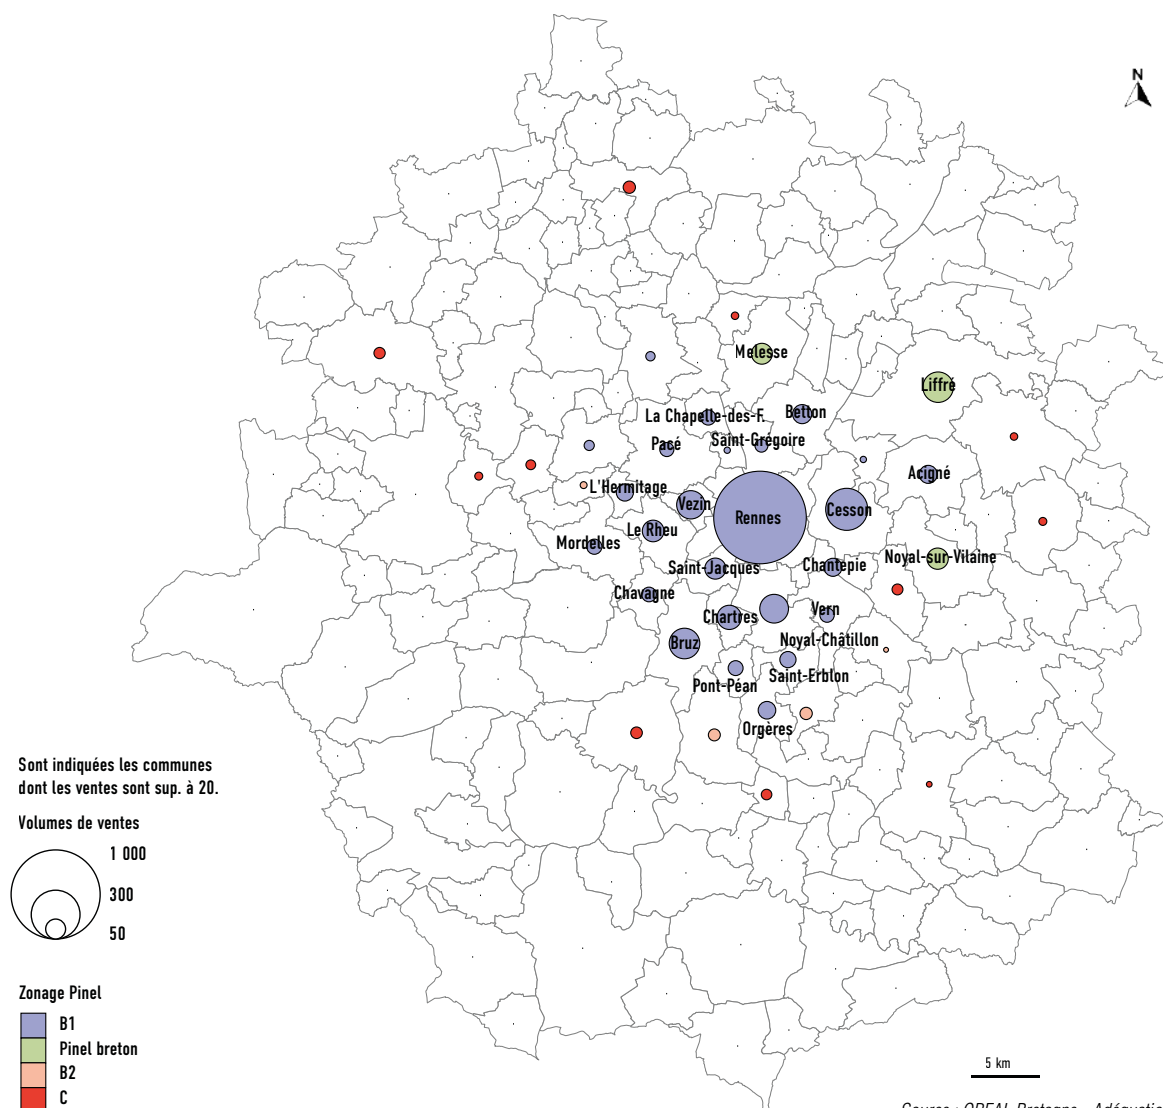 N
Melesse
Liffré
La Chapelle-des-F.
Betton
Saint-Grégoire
Pacé
Acigné
L'Hermitage
Vezin
Cesson
Rennes
Le Rheu
Mordelles
Noyal-sur-Vilaine
Saint-Jacques
Chantepie
Chavagne
Chartres
Vern
Bruz
Noyal-Châtillon
Saint-Erblon
Pont-Péan
Orgères
Sont indiquées les communes
dont les ventes sont sup. à 20.
Volumes de ventes
1 000
300
50
Zonage Pinel
B1
Pinel breton
B2
C
5 km